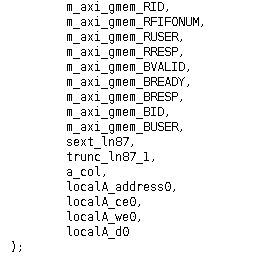 m_axi_gmem_RID,
m_axi_gmem_RFIFONUM,
m_axi_gmem_RUSER,
m_axi_gmem_RRESP,
m_axi_gmem_BVALID,
m_axi_gmem_BREADY,
m_axi_gmem_BRESP,
m_axi_gmem_BID,
m_axi_gmem_BUSER,
sext_ln87,
trunc_ln87_1,
a_col,
localA_address0,
localA_ce0,
localA_we0,
localA_d0
);